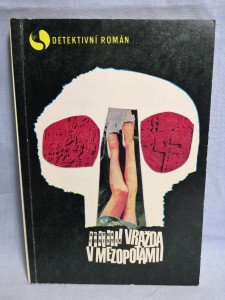 DETEKTIVNÍ ROMÁN
VRAŽDA
V MEZOPOTÁMII